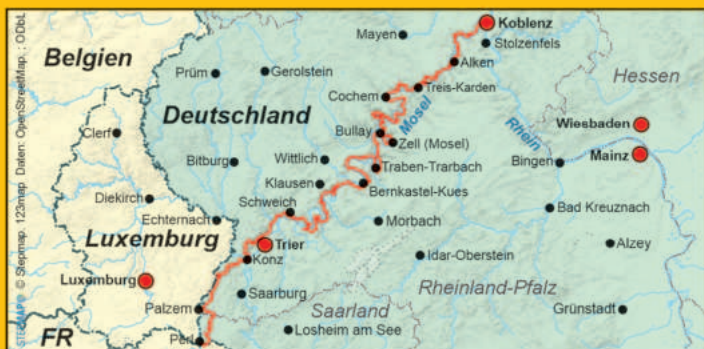 Koblenz
Mayen
Stolzenfels
Belgien
Alken
Prüm
Gerolstein
Hessen
Treis-Karden
Cochem
Deutschland
Mosel
Rhein
Wiesbaden
Clerf
Bullay
Zell (Mosel)
Mainz
Bitburg
Wittlich
Bingen
Traben-Trarbach
Klausen
Bernkastel-Kues
Diekirch
Schweich
Bad Kreuznach
Echternach
Morbach
Luxemburg
Trier
Alzey
Konz
Idar-Oberstein
Luxemburg
Rheinland-Pfalz
Saarburg
Palzem
Saarland
Grünstadt
FR
Perl
Losheim am See
STEPMAP © Stepmap, 123map Daten: OpenStreetMap, : ODbL